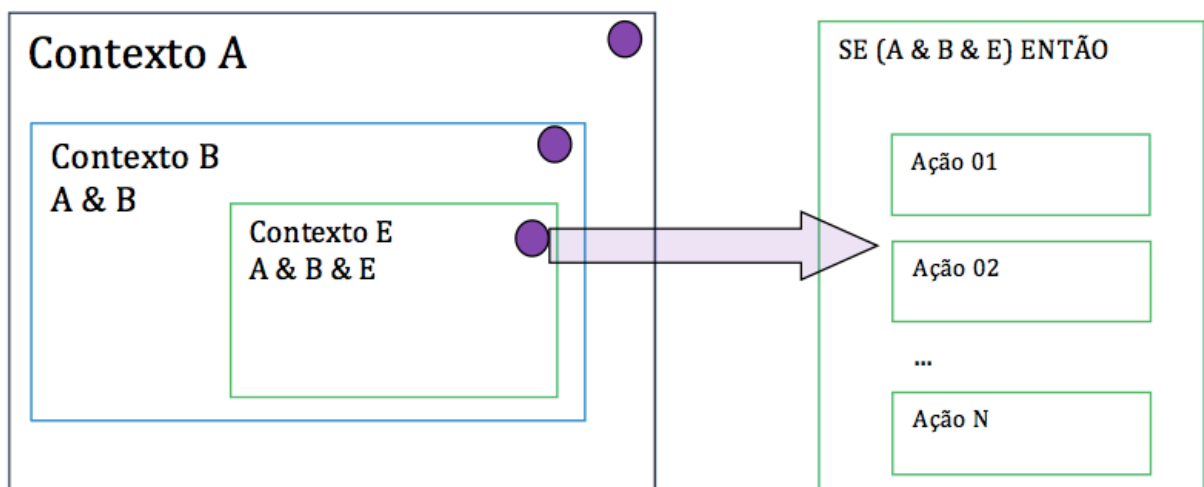 Contexto A
Contexto B
A & B
Contexto E
A & B & E
SE (A & B & E) ENTÃO
Ação 01
Ação 02
...
Ação N